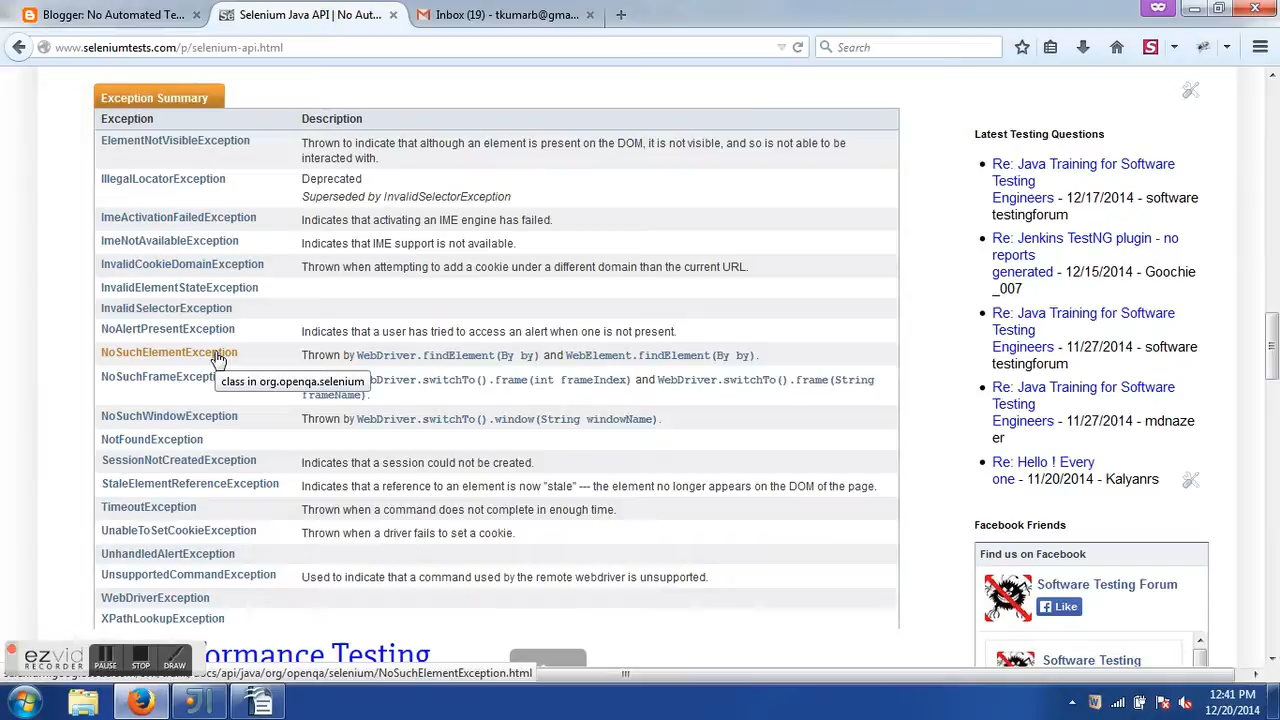 Blogger: No Automated Te...
Selenium Java API | No Aut...
Inbox (19) - tkumarb@gma...
www.seleniumtests.com/p/selenium-api.html
Search
Exception Summary
Exception Description
ElementNotVisibleException Thrown to indicate that although an element is present on the DOM, it is not visible, and so is not able to be
interacted with.
IllegalLocatorException Deprecated
Superseded by InvalidSelectorException
ImeActivationFailedException Indicates that activating an IME engine has failed.
ImeNotAvailableException Indicates that IME support is not available.
InvalidCookieDomainException Thrown when attempting to add a cookie under a different domain than the current URL.
InvalidElementStateException
InvalidSelectorException
NoAlertPresentException Indicates that a user has tried to access an alert when one is not present.
NoSuchElementException Thrown by WebDriver.findElement(By by) and WebElement.findElement(By by).
NoSuchFrameExcepti bDriver.switchTo().frame(int frameIndex) and WebDriver.switchTo().frame(String
class in org.openqa.selenium
frameName).
NoSuchWindowException Thrown by WebDriver.switchTo().window(String windowName).
NotFoundException
SessionNotCreatedException Indicates that a session could not be created.
StaleElementReferenceException Indicates that a reference to an element is now "stale" --- the element no longer appears on the DOM of the page.
TimeoutException Thrown when a command does not complete in enough time.
UnableToSetCookieException Thrown when a driver fails to set a cookie.
UnhandledAlertException
UnsupportedCommandException Used to indicate that a command used by the remote webdriver is unsupported.
WebDriverException
XPathLookupException
ormance Testing
Latest Testing Questions
Re: Java Training for Software
Testing
Engineers - 12/17/2014 - software
testingforum
Re: Jenkins TestNG plugin - no
reports
generated - 12/15/2014 - Goochie
_007
Re: Java Training for Software
Testing
Engineers - 11/27/2014 - software
testingforum
Re: Java Training for Software
Testing
Engineers - 11/27/2014 - mdnaze
er
Re: Hello ! Every
one - 11/20/2014 - Kalyanrs
Facebook Friends
Find us on Facebook
Software Testing Forum
Like
Software Testing
ezvid
RECORDER
PAUSE STOP DRAW
ocs/api/java/org/openqa/selenium/NoSuchElementException.html
12:41 PM
12/20/2014